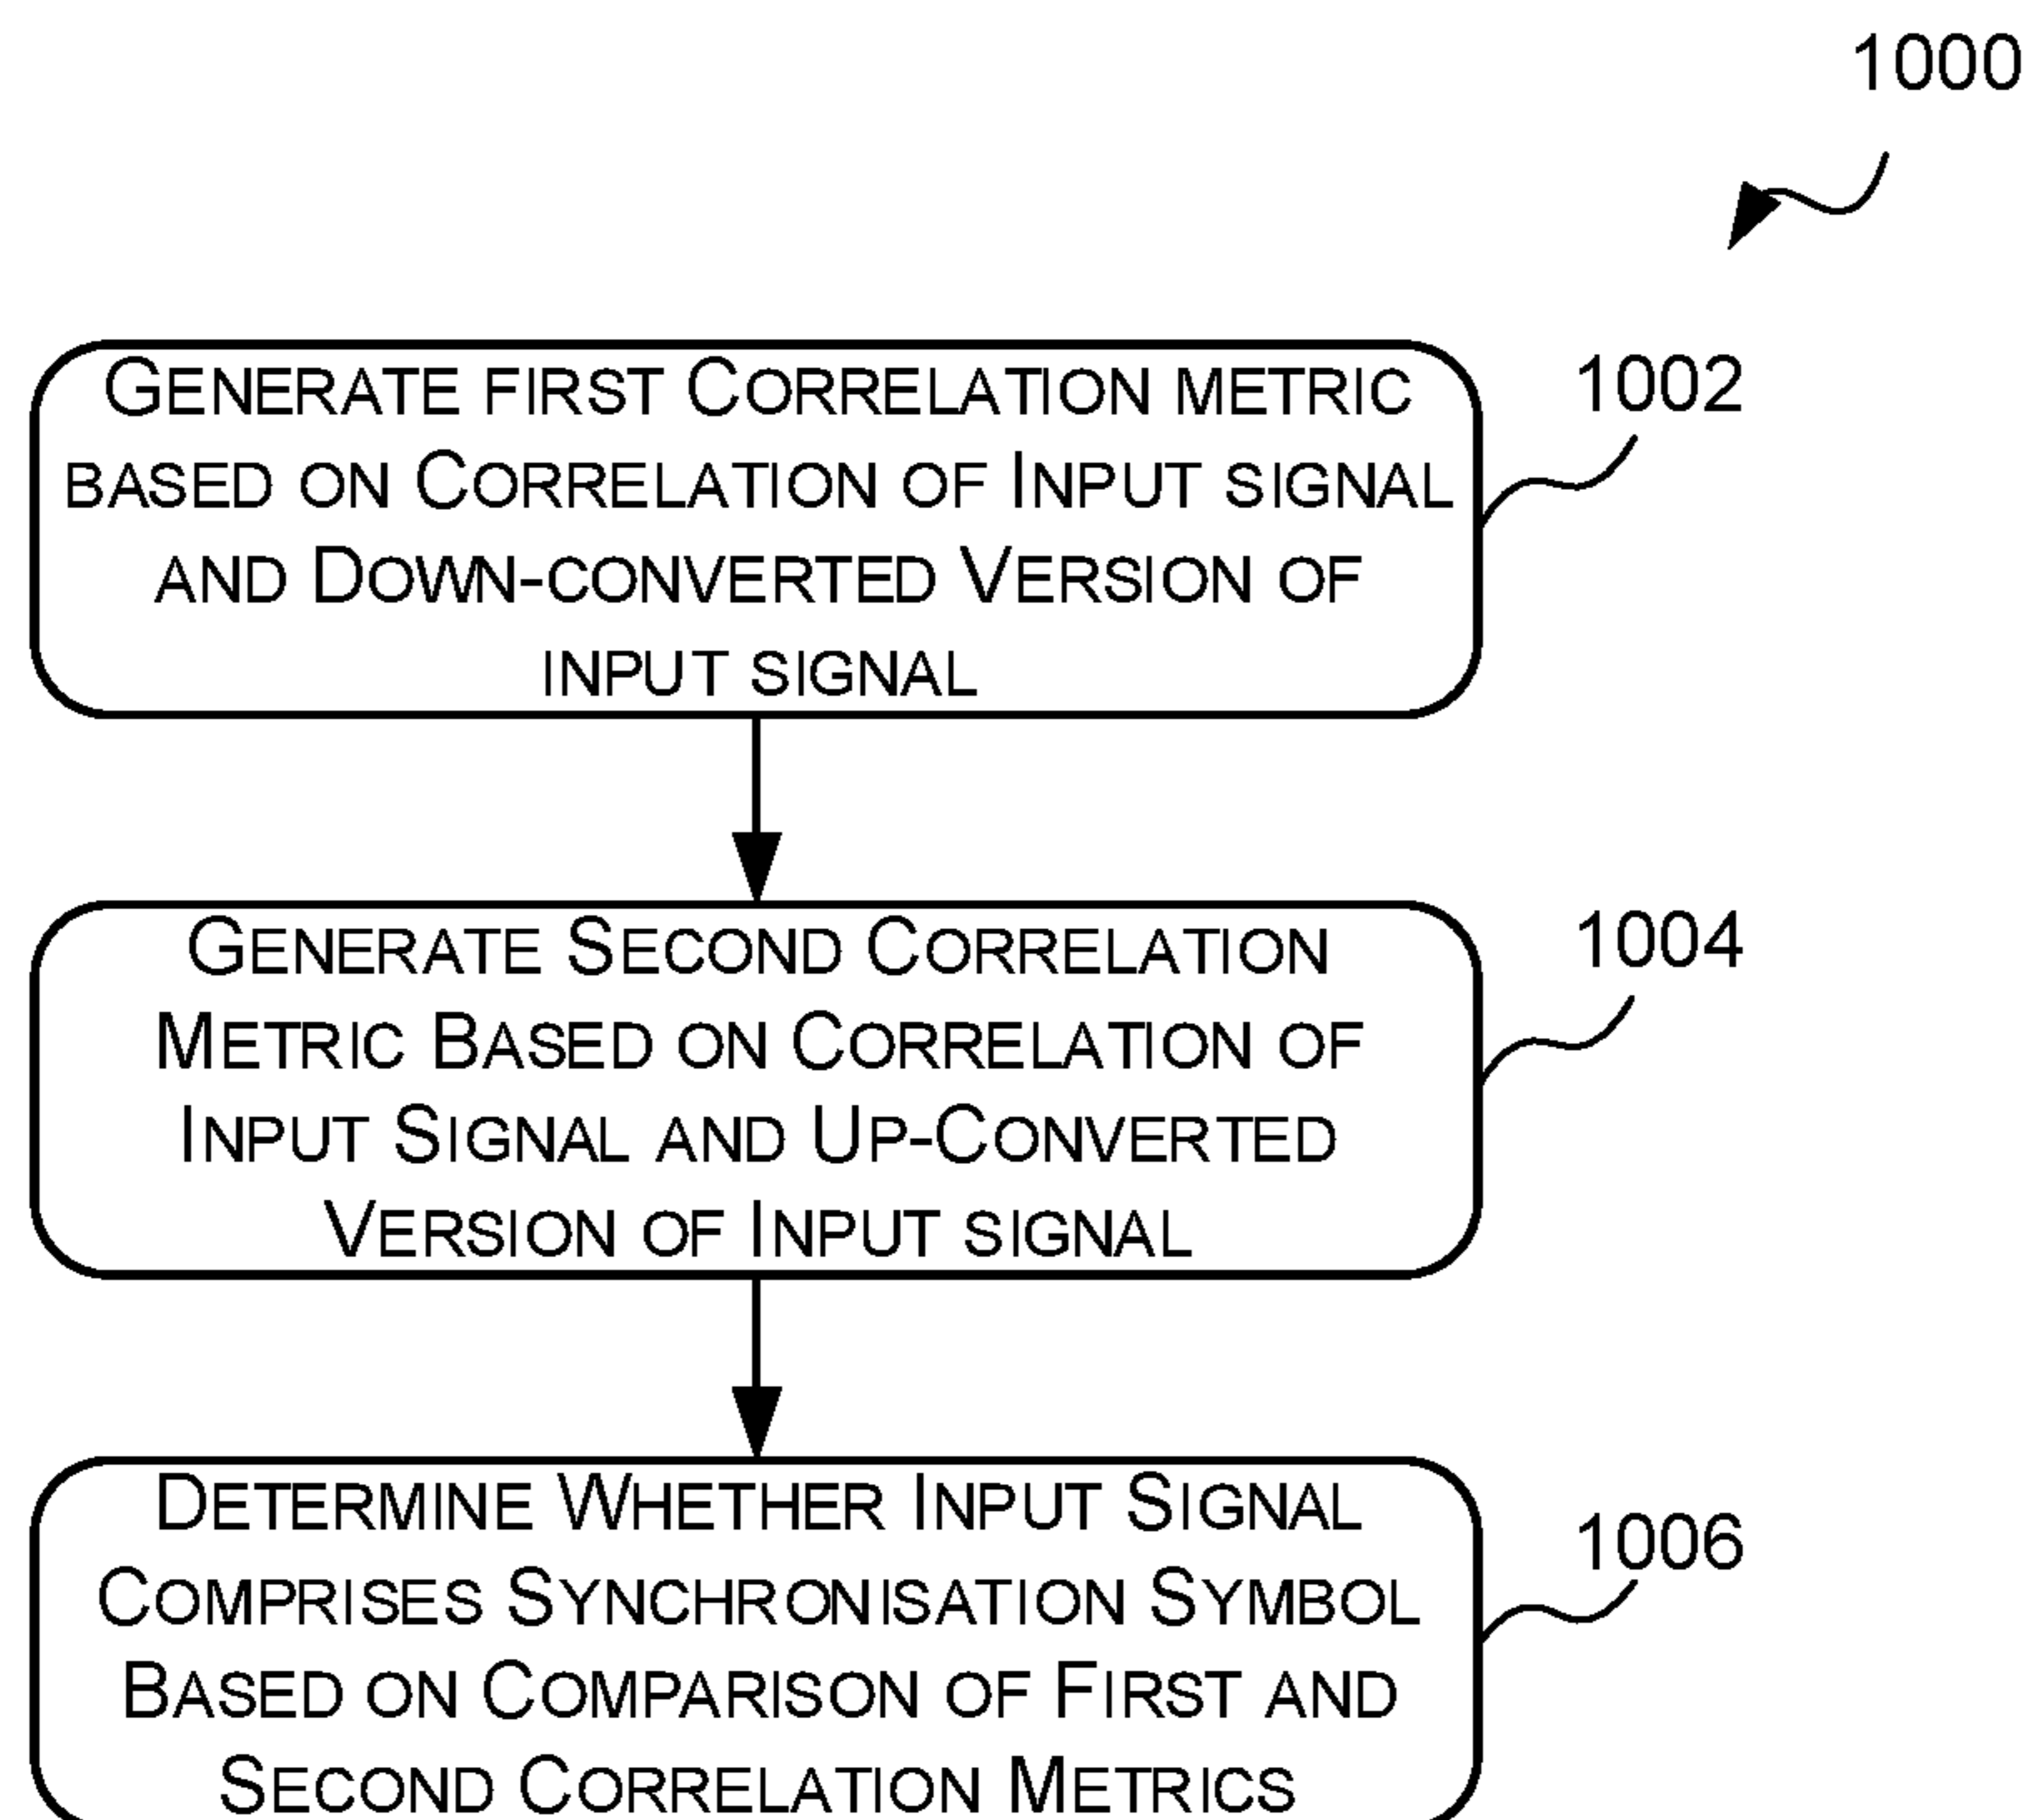 1000
GENERATE FIRST CORRELATION METRIC
BASED ON CORRELATION OF INPUT SIGNAL
AND DOWN-CONVERTED VERSION OF
INPUT SIGNAL
1002
GENERATE SECOND CORRELATION
METRIC BASED ON CORRELATION OF
INPUT SIGNAL AND UP-CONVERTED
VERSION OF INPUT SIGNAL
1004
DETERMINE WHETHER INPUT SIGNAL
COMPRISES SYNCHRONISATION SYMBOL
BASED ON COMPARISON OF FIRST AND
SECOND CORRELATION METRICS
1006